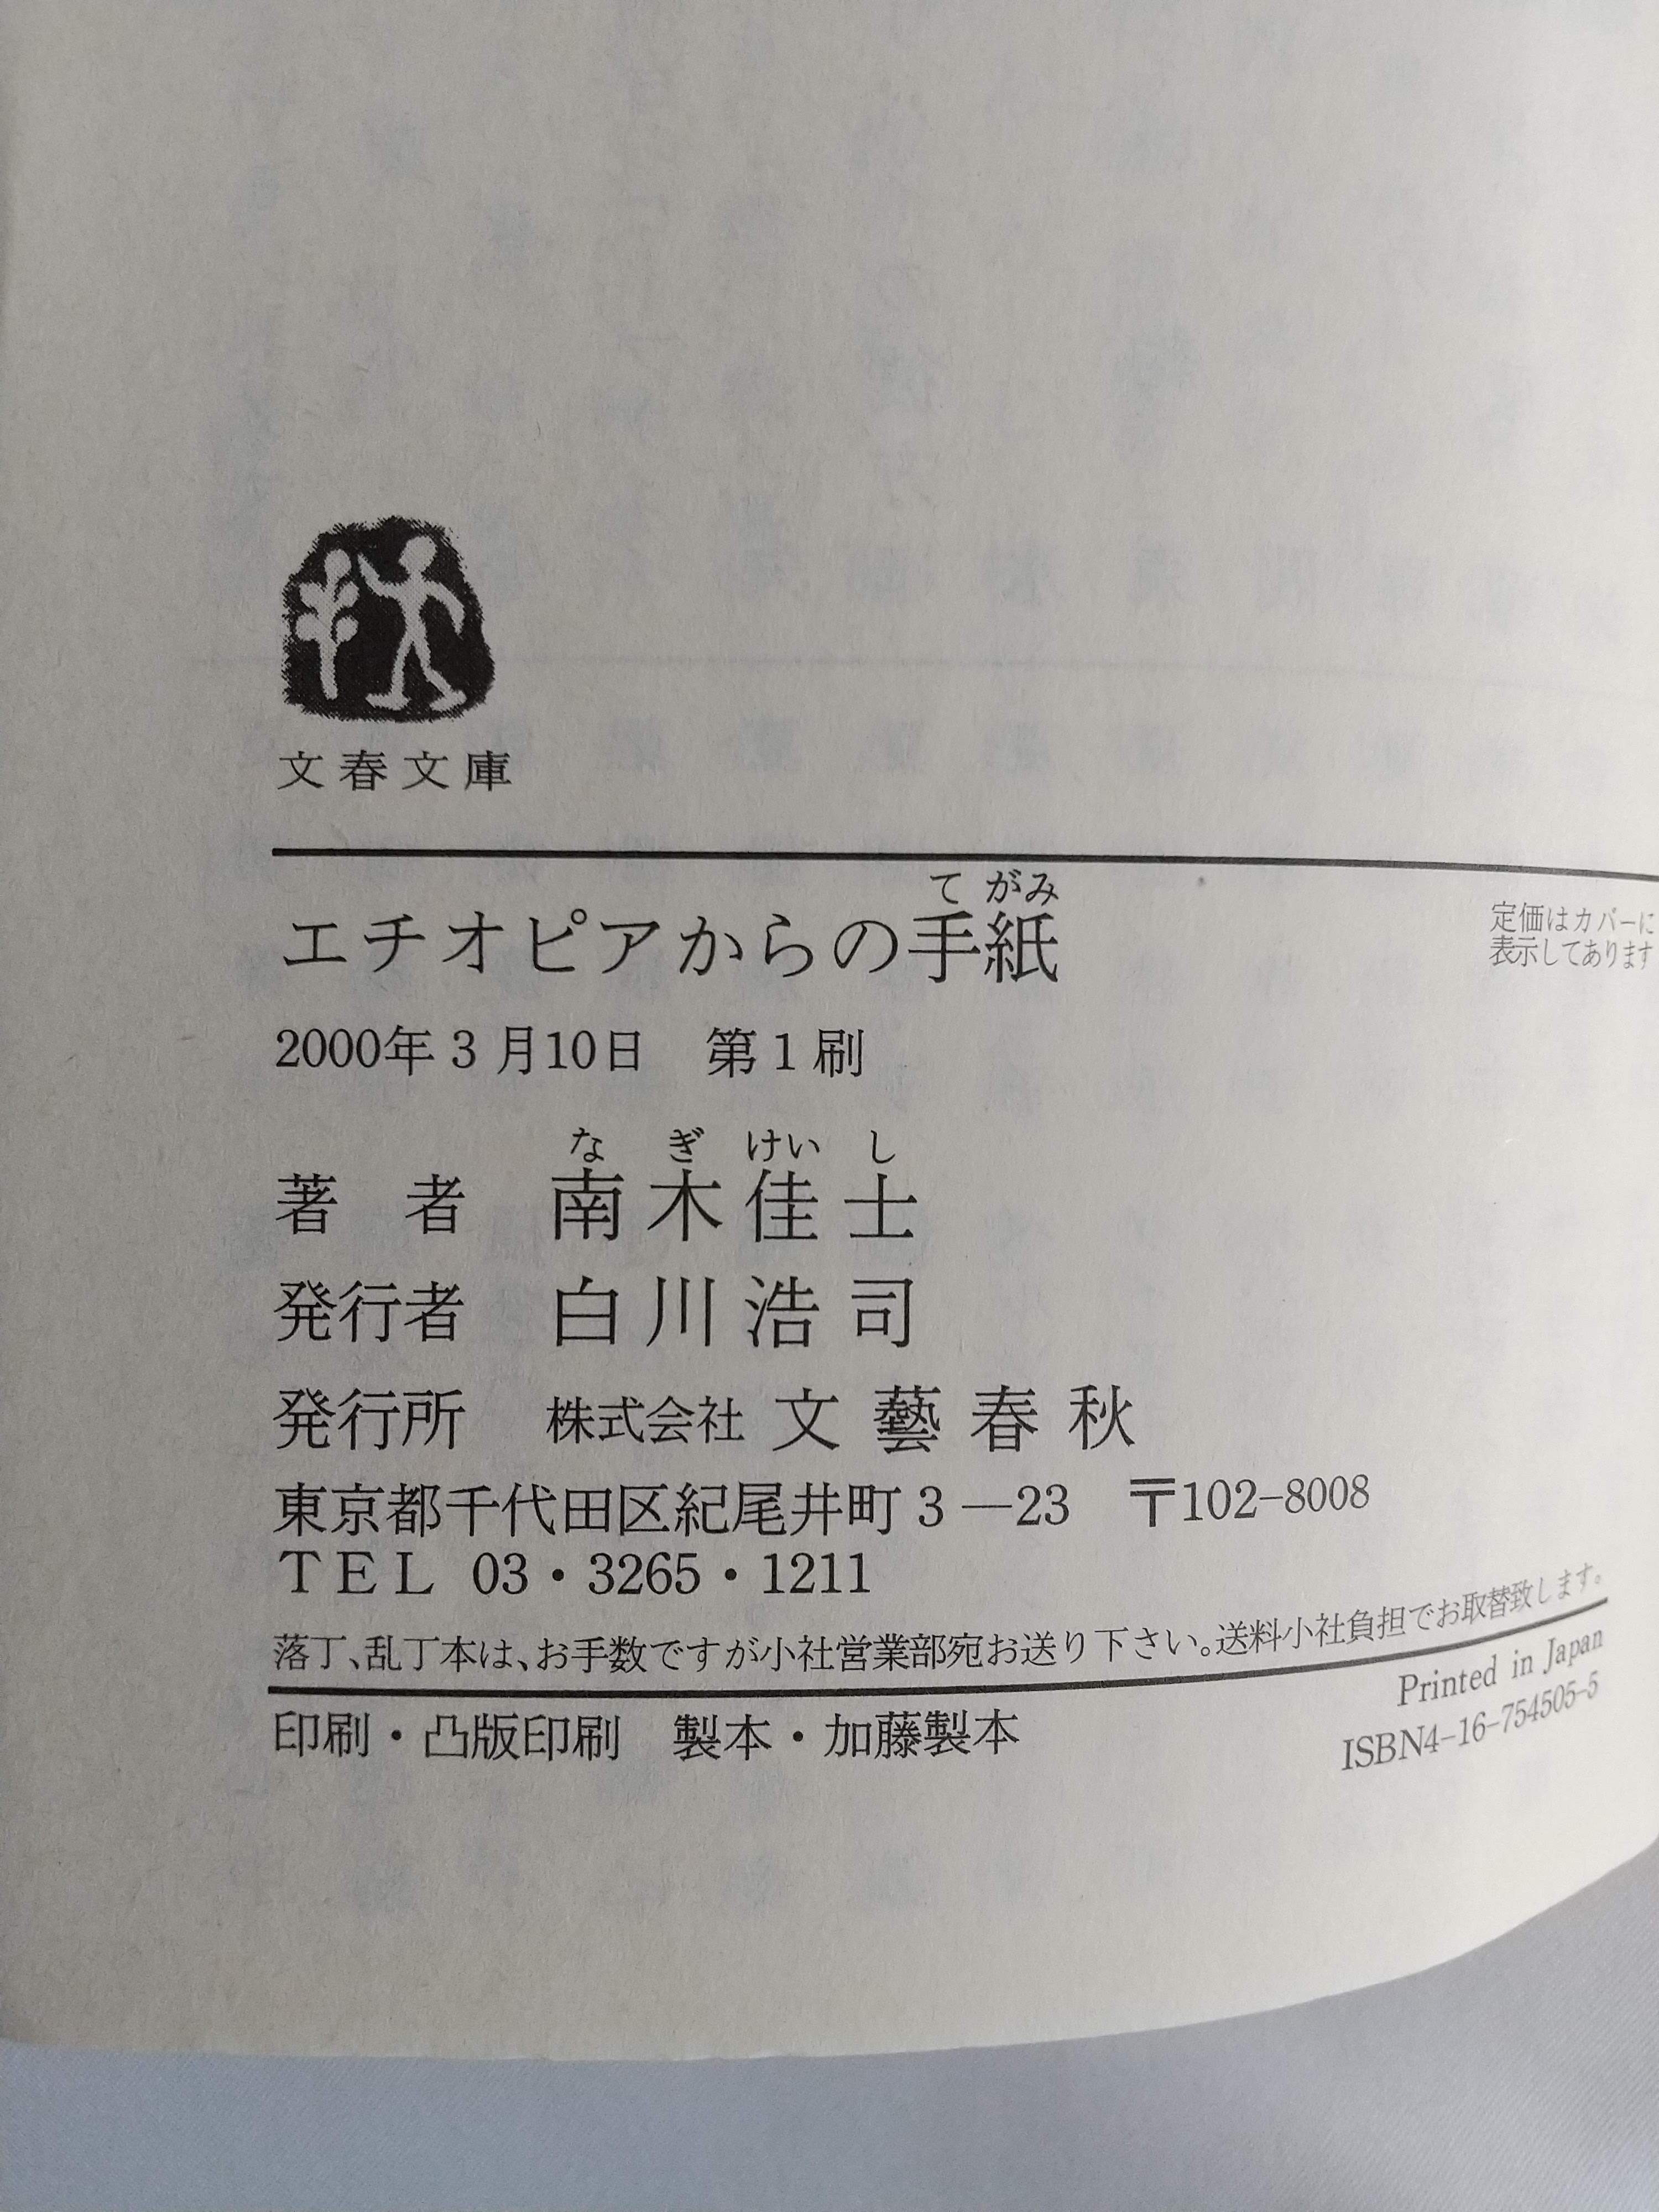 文春文庫
エチオピアからの手紙
てがみ
定価はカバーに
表示してあります
2000年3月10日　第1刷
なぎけいし
著　者　南木佳士
発行者　白川浩司
発行所　株式会社 文藝春秋
東京都千代田区紀尾井町3―23　〒102-8008
TEL 03・3265・1211
落丁、乱丁本は、お手数ですが小社営業部宛お送り下さい。送料小社負担でお取替致します。
印刷・凸版印刷　製本・加藤製本
Printed in Japan
ISBN4-16-754505-5